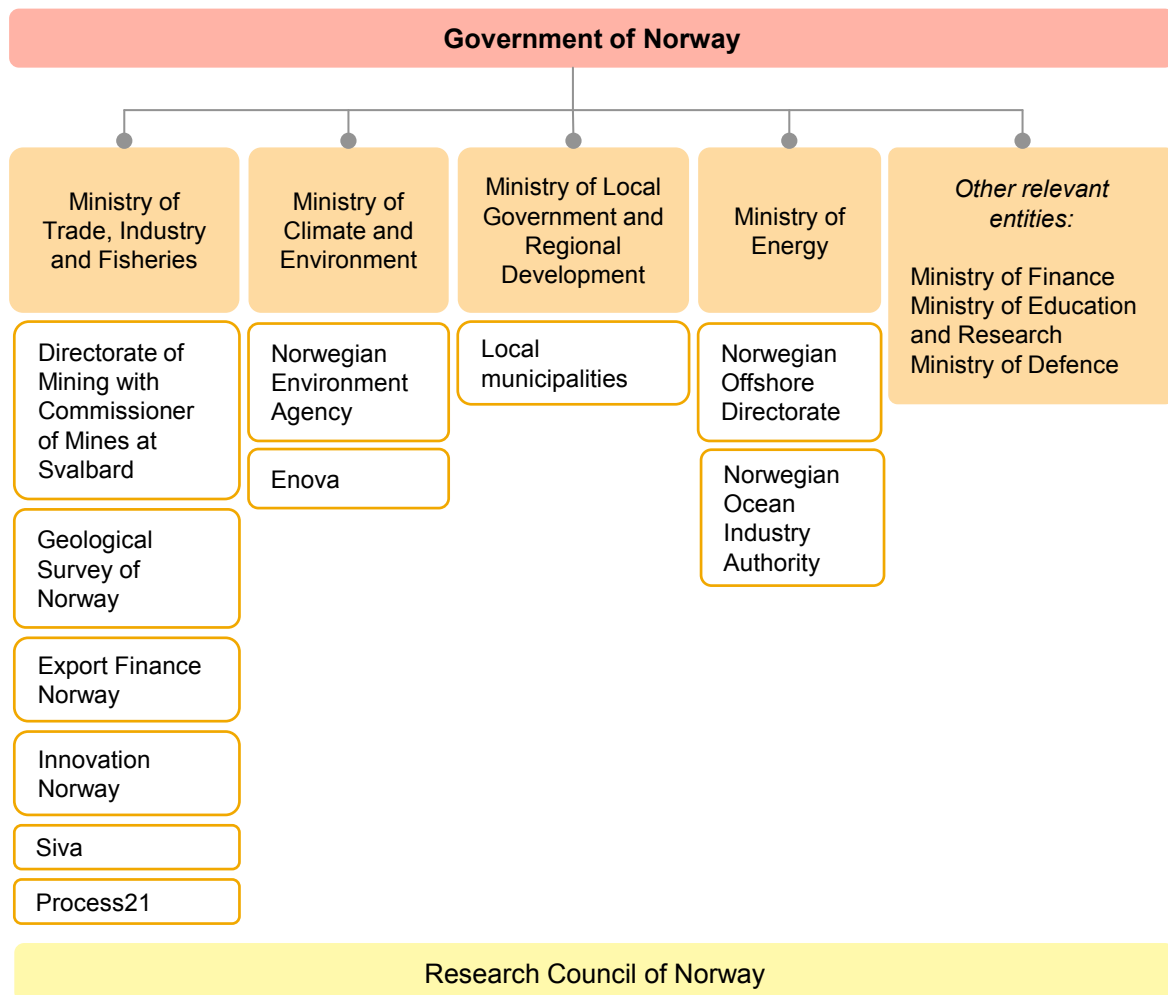 Government of Norway
Ministry of
Trade, Industry
and Fisheries
Ministry of
Climate and
Environment
Ministry of Local
Government and
Regional
Development
Ministry of
Energy
Other relevant
entities:
Ministry of Finance
Ministry of Education
and Research
Ministry of Defence
Directorate of
Mining with
Commissioner
of Mines at
Svalbard
Geological
Survey of
Norway
Export Finance
Norway
Innovation
Norway
Siva
Process21
Norwegian
Environment
Agency
Enova
Local
municipalities
Norwegian
Offshore
Directorate
Norwegian
Ocean
Industry
Authority
Research Council of Norway